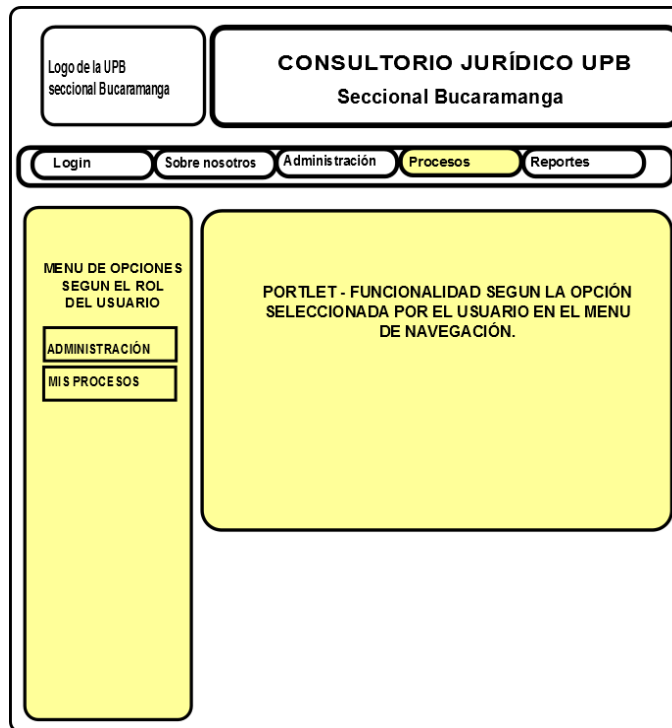 Logo de la UPB
seccional Bucaramanga
CONSULTORIO JURÍDICO UPB
Seccional Bucaramanga
Login
Sobre nosotros
Administración
Procesos
Reportes
MENU DE OPCIONES
SEGUN EL ROL
DEL USUARIO
ADMINISTRACIÓN
MIS PROCESOS
PORTLET - FUNCIONALIDAD SEGUN LA OPCIÓN
SELECCIONADA POR EL USUARIO EN EL MENU
DE NAVEGACIÓN.